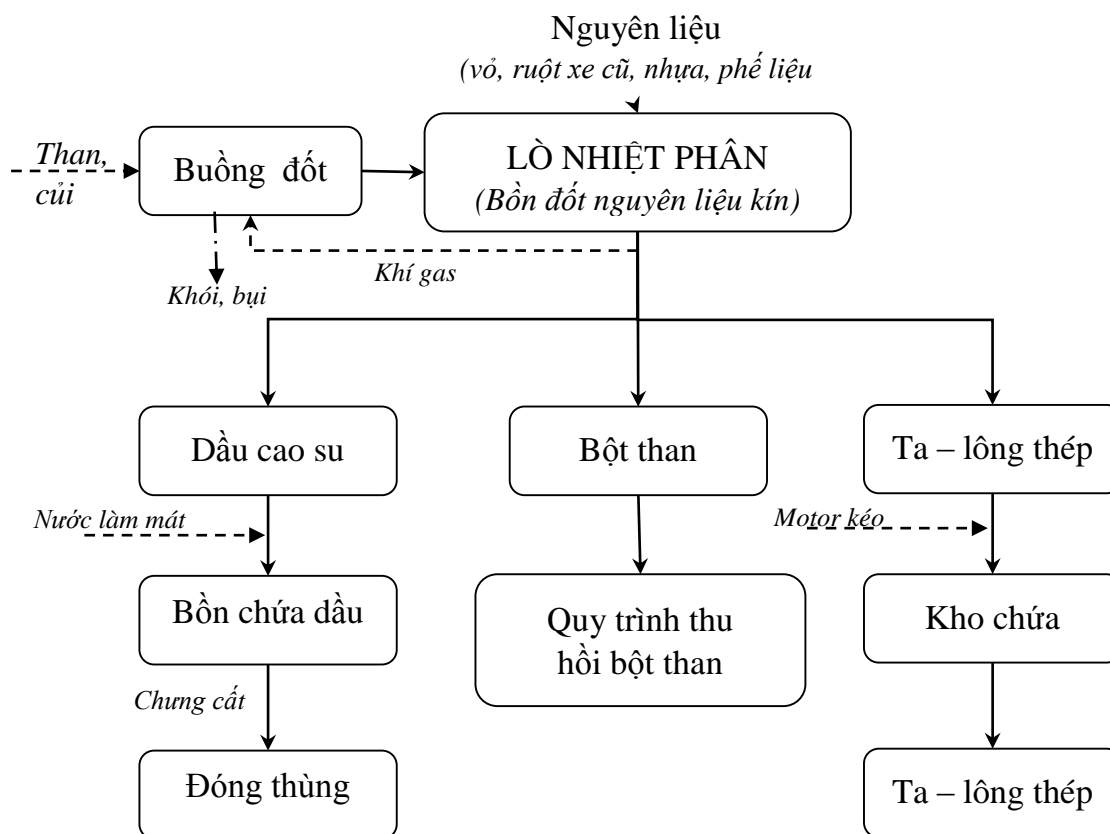 Nguyên liệu
(vỏ, ruột xe cũ, nhựa, phế liệu
Than,
củi
Buồng đốt
LÒ NHIỆT PHÂN
(Bồn đốt nguyên liệu kín)
Khí gas
Khói, bụi
Dầu cao su
Bột than
Ta – lông thép
Nước làm mát
Motor kéo
Bồn chứa dầu
Quy trình thu
hồi bột than
Kho chứa
Chưng cất
Đóng thùng
Ta – lông thép